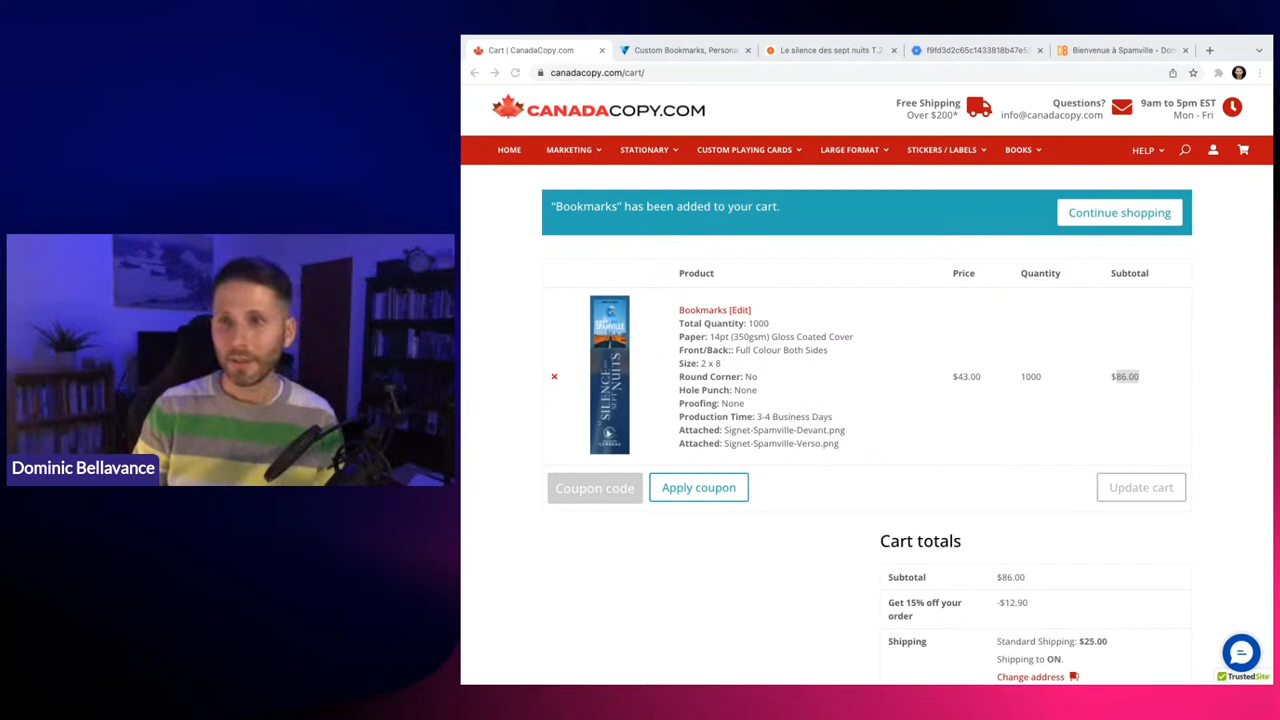 Cart | CanadaCopy.com
Custom Bookmarks, Persona
Le silence des sept nuits T.2
f9fd3d2c65c1433818b47e50
Bienvenue à Spamville • Dom
canadacopy.com/cart/
CANADACOPY.COM
Free Shipping
Over $200*
Questions?
info@canadacopy.com
9am to 5pm EST
Mon - Fri
HOME
MARKETING
STATIONARY
CUSTOM PLAYING CARDS
LARGE FORMAT
STICKERS / LABELS
BOOKS
HELP
“Bookmarks” has been added to your cart.
Continue shopping
Product
Price
Quantity
Subtotal
SPAMVILLE
SILENCE
SEPT NUITS
Bookmarks [Edit]
Total Quantity: 1000
Paper: 14pt (350gsm) Gloss Coated Cover
Front/Back:: Full Colour Both Sides
Size: 2 x 8
Round Corner: No
Hole Punch: None
Proofing: None
Production Time: 3-4 Business Days
Attached: Signet-Spamville-Devant.png
Attached: Signet-Spamville-Verso.png
$43.00
1000
$86.00
Coupon code
Apply coupon
Update cart
Cart totals
Subtotal
$86.00
Get 15% off your
order
-$12.90
Shipping
Standard Shipping: $25.00
Shipping to ON.
Change address
TrustedSite
Dominic Bellavance